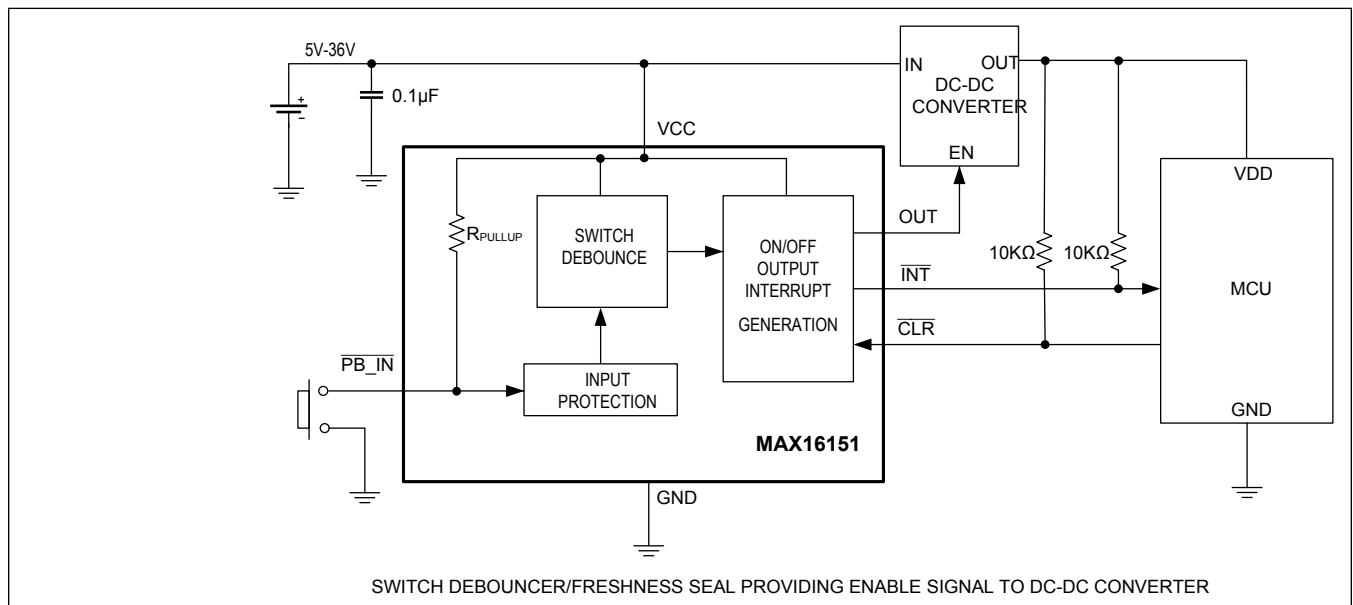 5V-36V
0.1µF
IN
OUT
DC-DC
CONVERTER
EN
VCC
VDD
RPULLUP
SWITCH
DEBOUNCE
ON/OFF
OUTPUT
INTERRUPT
GENERATION
OUT
INT
CLR
10KΩ
10KΩ
MCU
PB_IN
INPUT
PROTECTION
GND
MAX16151
GND
SWITCH DEBOUNCER/FRESHNESS SEAL PROVIDING ENABLE SIGNAL TO DC-DC CONVERTER